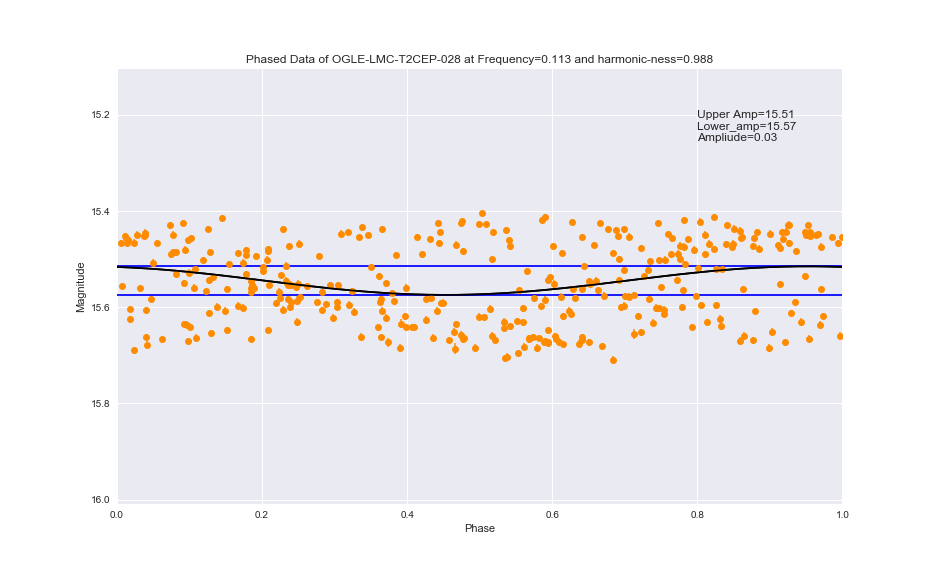 Phased Data of OGLE-LMC-T2CEP-028 at Frequency=0.113 and harmonic-ness=0.988
Upper Amp=15.51
Lower_amp=15.57
Ampliude=0.03
Magnitude
15.2
15.4
15.6
15.8
16.0
0.0
0.2
0.4
0.6
0.8
1.0
Phase